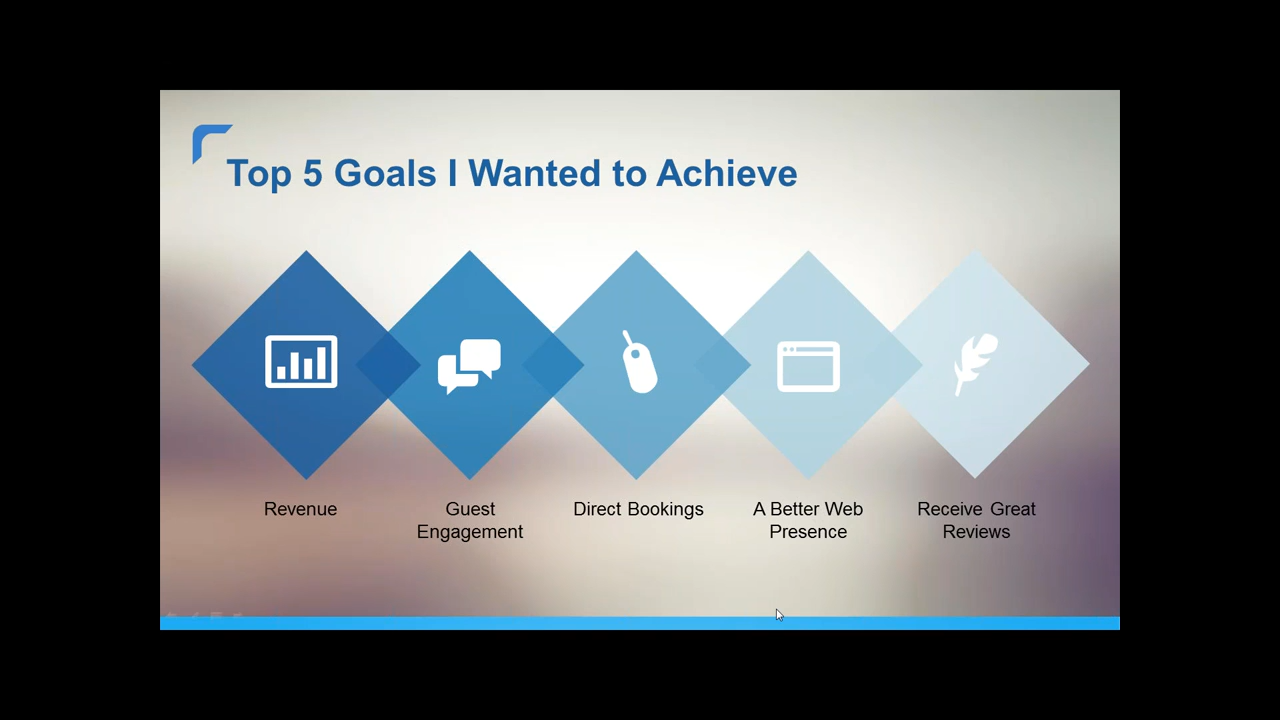 Top 5 Goals I Wanted to Achieve
Revenue
Guest
Engagement
Direct Bookings
A Better Web
Presence
Receive Great
Reviews